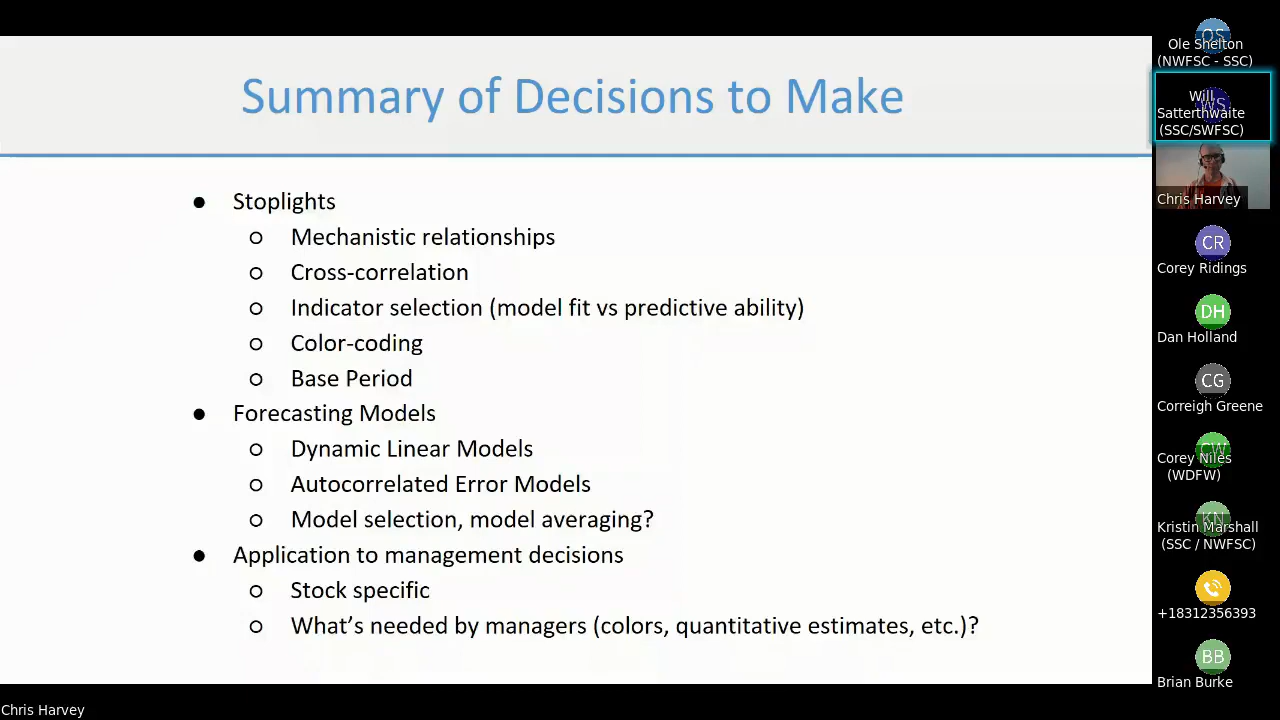 Summary of Decisions to Make
● Stoplights
○ Mechanistic relationships
○ Cross-correlation
○ Indicator selection (model fit vs predictive ability)
○ Color-coding
○ Base Period
● Forecasting Models
○ Dynamic Linear Models
○ Autocorrelated Error Models
○ Model selection, model averaging?
● Application to management decisions
○ Stock specific
○ What's needed by managers (colors, quantitative estimates, etc.)?
OS
Ole Shelton
(NWFSC - SSC)
WS
Will
Satterthwaite
(SSC/SWFSC)
Chris Harvey
CR
Corey Ridings
DH
Dan Holland
CG
Correigh Greene
CW
Corey Niles
(WDFW)
KN
Kristin Marshall
(SSC / NWFSC)
+18312356393
BB
Brian Burke
Chris Harvey